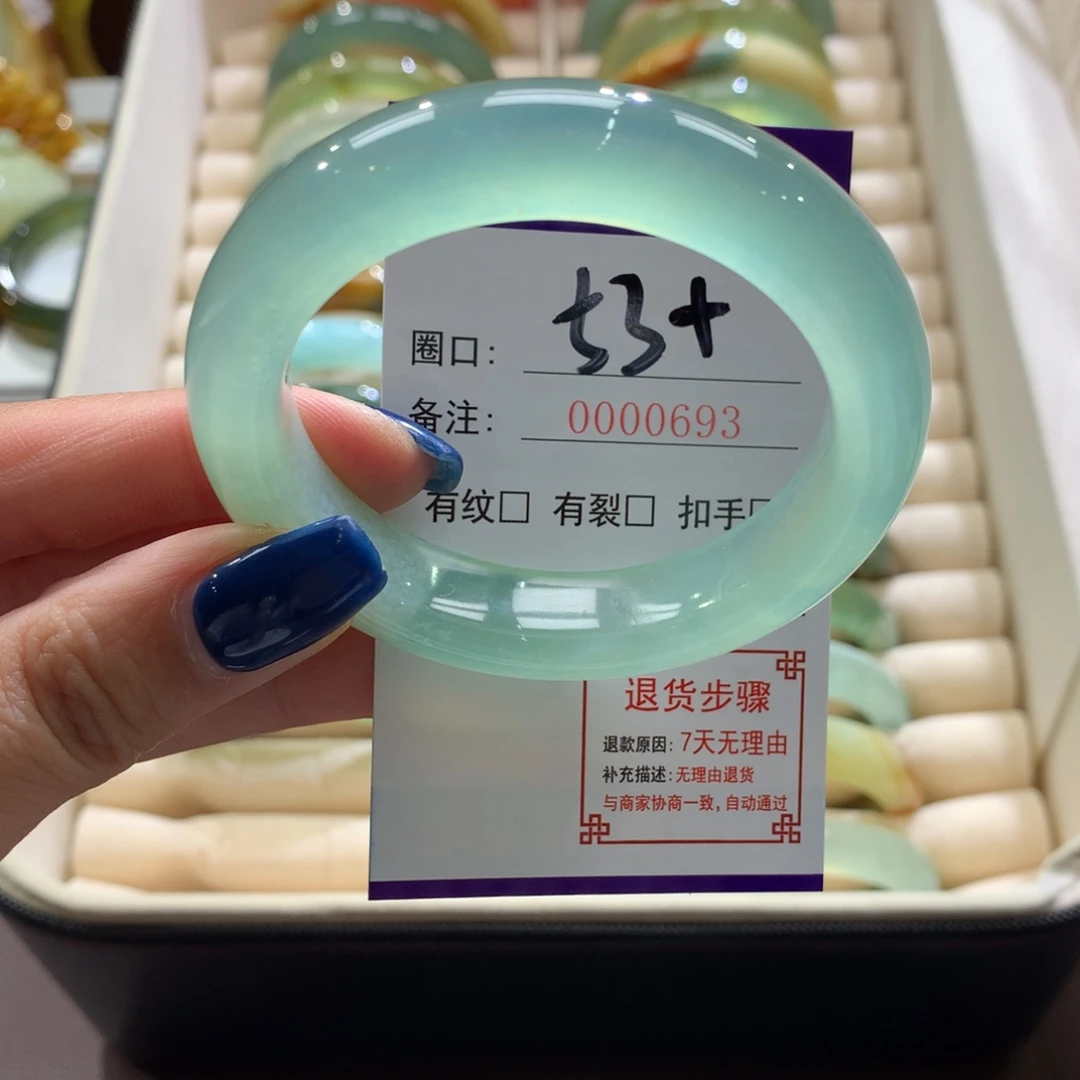 圈口: 53+
备注: 0000693
有纹□ 有裂□ 扣手□
退货步骤
退款原因: 7天无理由
补充描述: 无理由退货
与商家协商一致, 自动通过